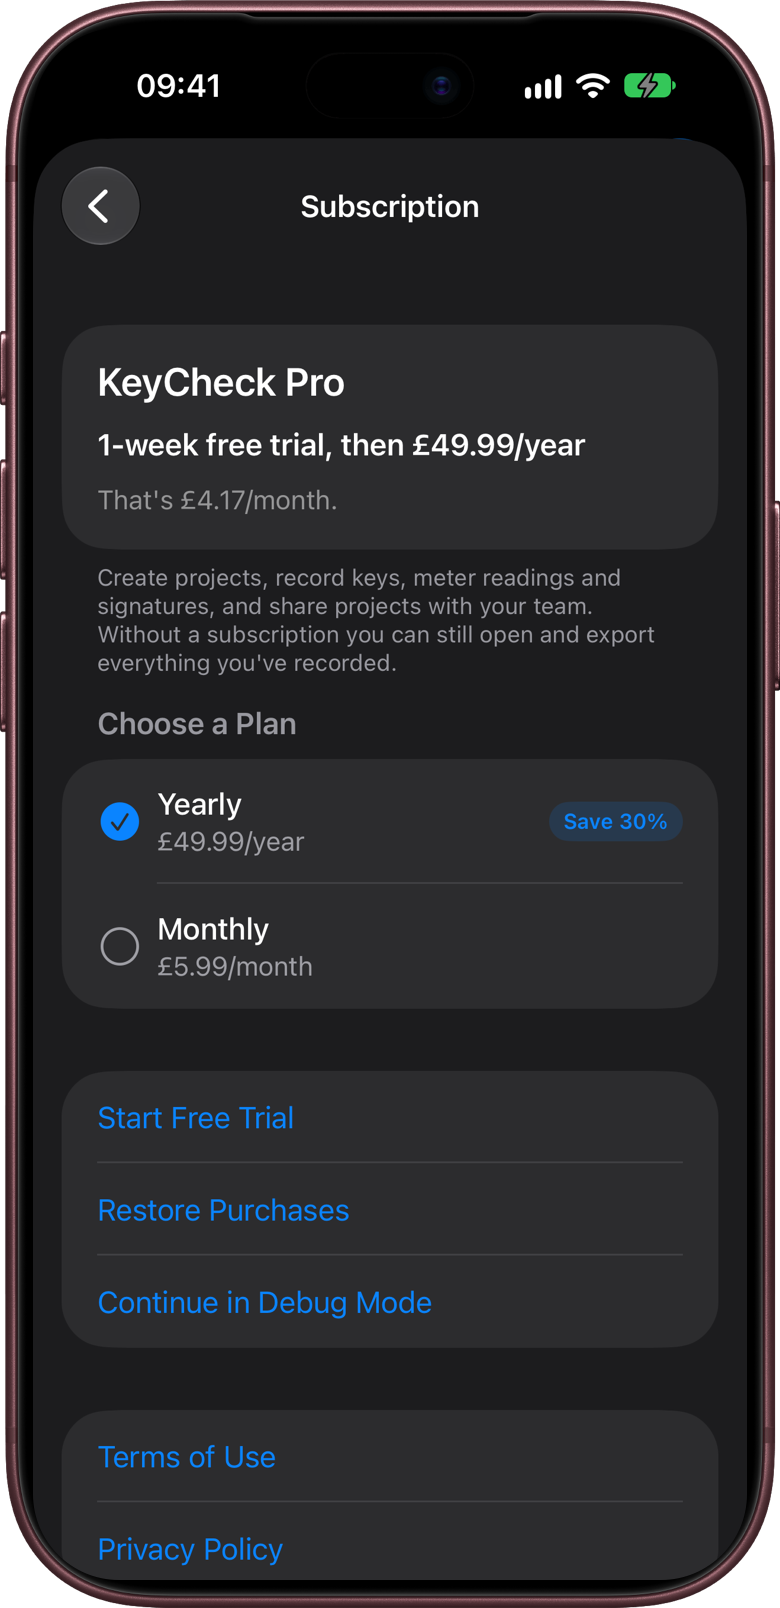 09:41
Subscription
KeyCheck Pro
1-week free trial, then £49.99/year
That's £4.17/month.
Create projects, record keys, meter readings and
signatures, and share projects with your team.
Without a subscription you can still open and export
everything you've recorded.
Choose a Plan
Yearly
£49.99/year
Save 30%
Monthly
£5.99/month
Start Free Trial
Restore Purchases
Continue in Debug Mode
Terms of Use
Privacy Policy